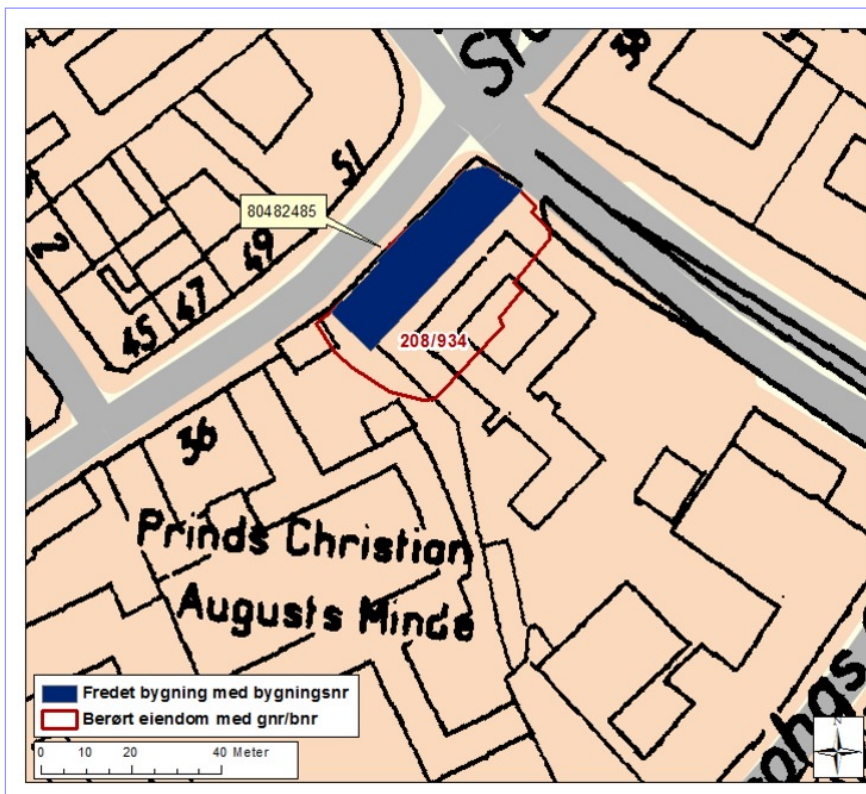 38
51
80482485
2
49
47
45
208/934
36
Prinds Christian
Augusts Minde
Fredet bygning med bygningsnr
Berørt eiendom med gnr/bnr
0 10 20 40 Meter
N